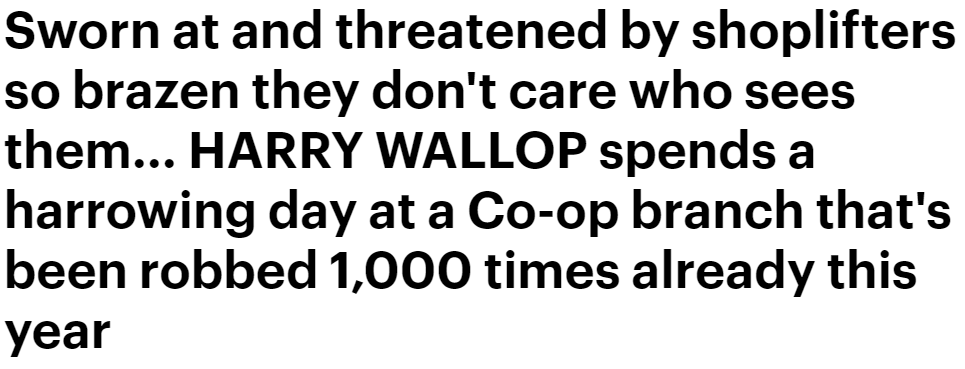 Sworn at and threatened by shoplifters
so brazen they don't care who sees
them... HARRY WALLOP spends a
harrowing day at a Co-op branch that's
been robbed 1,000 times already this
year